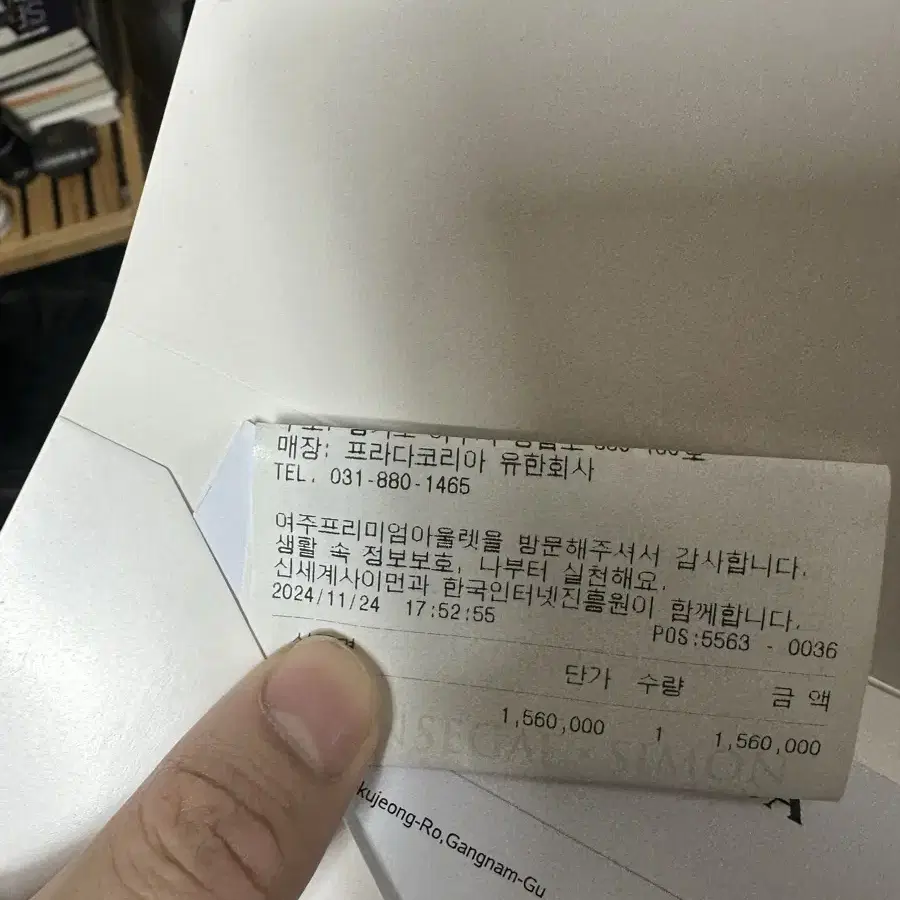 매장: 프라다코리아 유한회사
TEL. 031-880-1465
여주프리미엄아울렛을 방문해주셔서 감사합니다.
생활 속 정보보호, 나부터 실천해요.
신세계사이먼과 한국인터넷진흥원이 함께합니다.
2024/11/24 17:52:55
POS:5563 - 0036
단가 수량 금 액
1,560,000 1 1,560,000
SIMON
kujeong-Ro,Gangnam-Gu